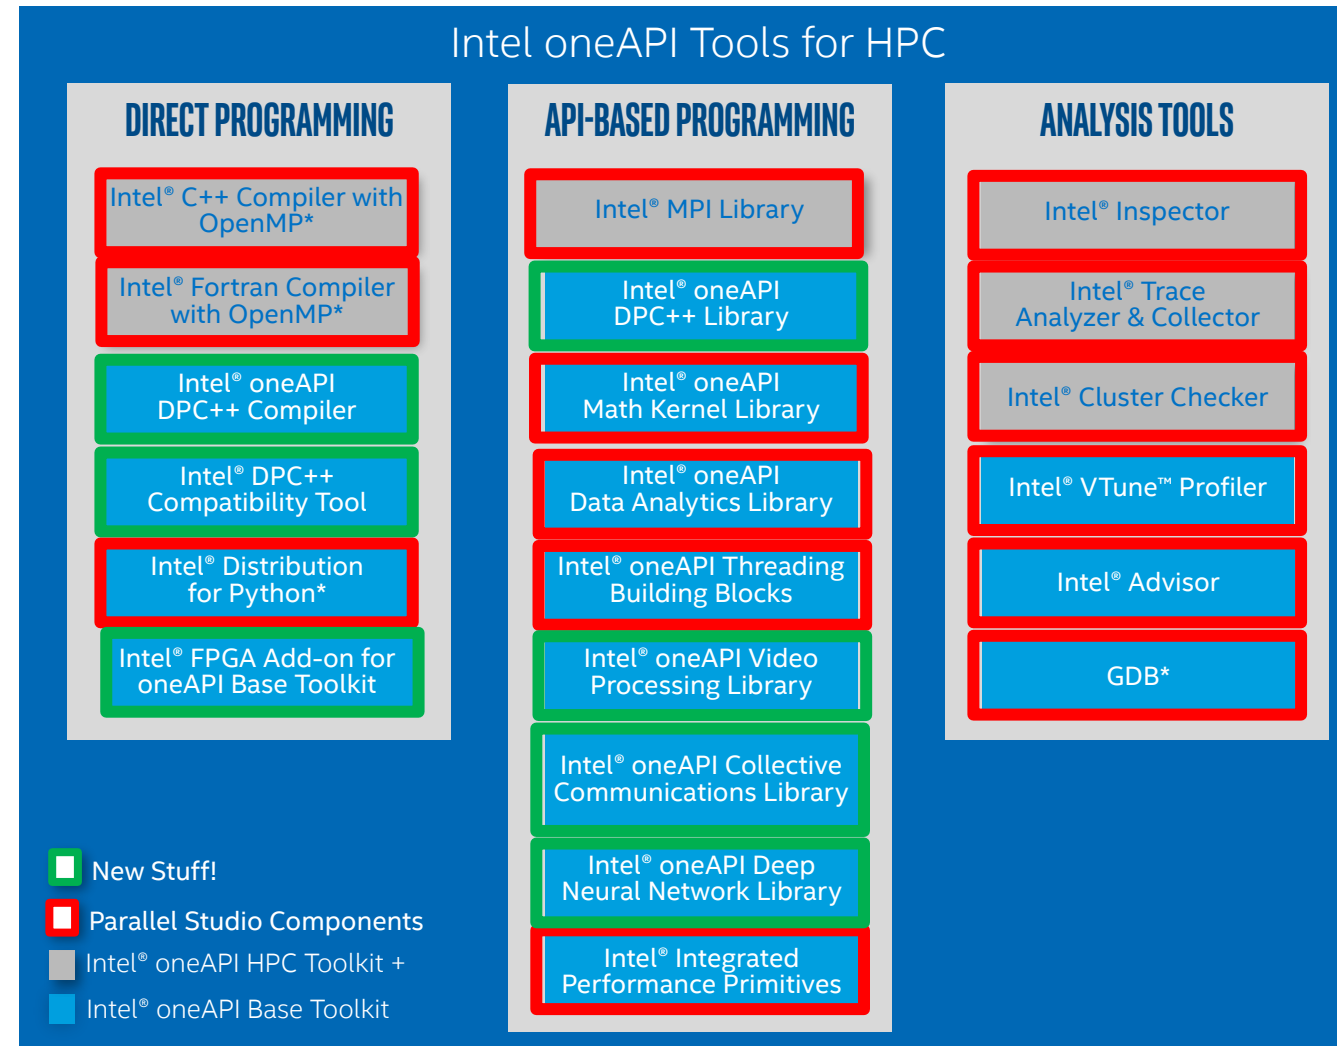 Intel oneAPI Tools for HPC
DIRECT PROGRAMMING
Intel® C++ Compiler with
OpenMP*
Intel® Fortran Compiler
with OpenMP*
Intel® oneAPI
DPC++ Compiler
Intel® DPC++
Compatibility Tool
Intel® Distribution
for Python*
Intel® FPGA Add-on for
oneAPI Base Toolkit
API-BASED PROGRAMMING
Intel® MPI Library
Intel® oneAPI
DPC++ Library
Intel® oneAPI
Math Kernel Library
Intel® oneAPI
Data Analytics Library
Intel® oneAPI Threading
Building Blocks
Intel® oneAPI Video
Processing Library
Intel® oneAPI Collective
Communications Library
Intel® oneAPI Deep
Neural Network Library
Intel® Integrated
Performance Primitives
ANALYSIS TOOLS
Intel® Inspector
Intel® Trace
Analyzer & Collector
Intel® Cluster Checker
Intel® VTune™ Profiler
Intel® Advisor
GDB*
New Stuff!
Parallel Studio Components
Intel® oneAPI HPC Toolkit +
Intel® oneAPI Base Toolkit